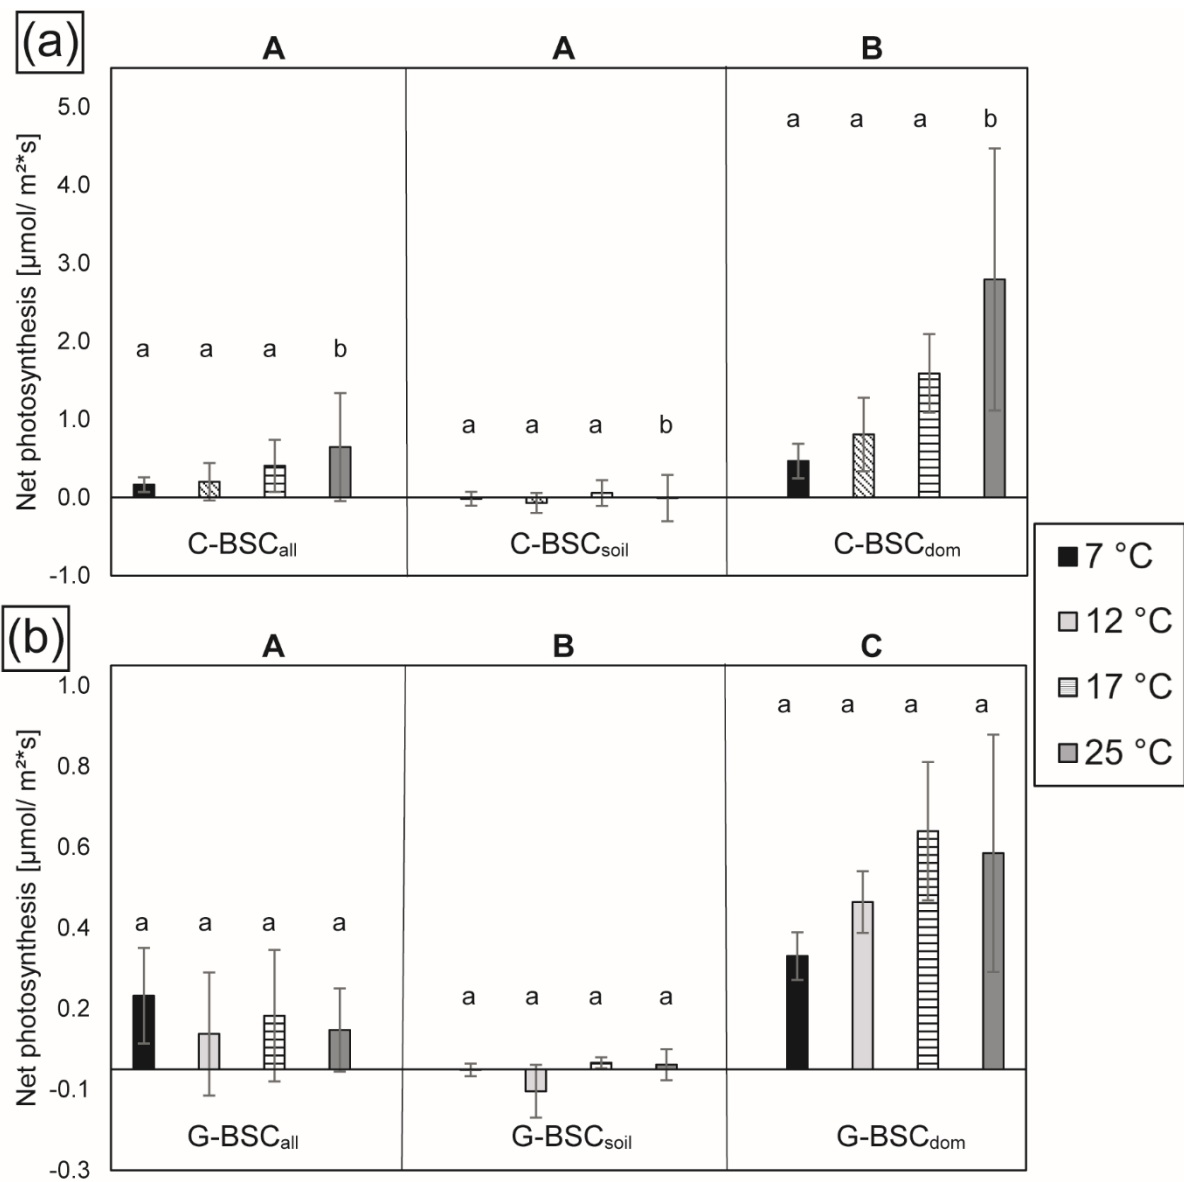 (a)
A A B
Net photosynthesis [µmol/ m²*s]
5.0
4.0
3.0
2.0
1.0
0.0
-1.0
a a a b
a a a b
a a a b
C-BSCall C-BSCsoil C-BSCdom
7 °C
12 °C
17 °C
25 °C
(b)
A B C
Net photosynthesis [µmol/ m²*s]
1.0
0.8
0.6
0.4
0.2
-0.1
-0.3
a a a a
a a a a
a a a a
G-BSCall G-BSCsoil G-BSCdom